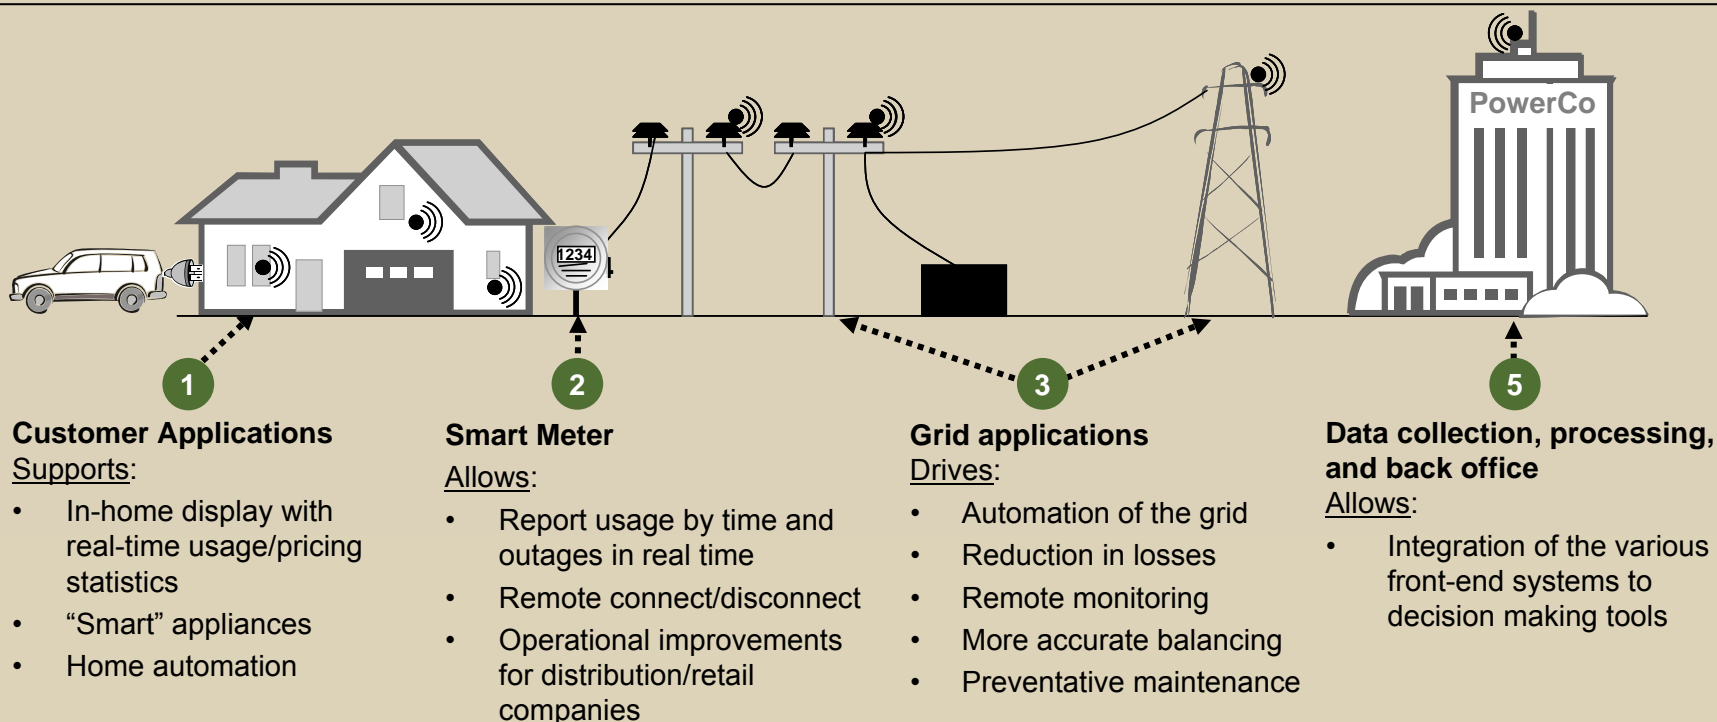 PowerCo
1234
1
2
3
5
Customer Applications
Supports:
• In-home display with
real-time usage/pricing
statistics
• “Smart” appliances
• Home automation
Smart Meter
Allows:
• Report usage by time and
outages in real time
• Remote connect/disconnect
• Operational improvements
for distribution/retail
companies
Grid applications
Drives:
• Automation of the grid
• Reduction in losses
• Remote monitoring
• More accurate balancing
• Preventative maintenance
Data collection, processing,
and back office
Allows:
• Integration of the various
front-end systems to
decision making tools